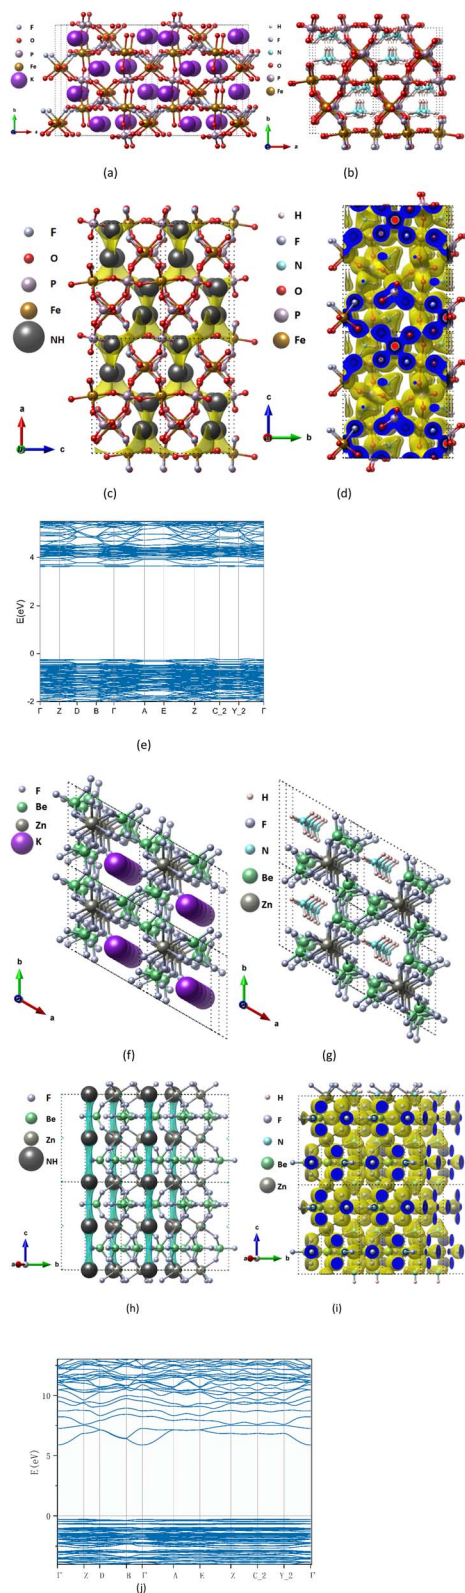 F
O
P
Fe
K
b
a
(a)
H
F
N
O
P
Fe
b
a
(b)
F
O
P
Fe
NH
a
b
c
(c)
H
F
N
O
P
Fe
c
b
(d)
E(eV)
4
2
0
-2
Γ Z D B Γ A E Z C_2 Y_2 Γ
(e)
F
Be
Zn
K
b
a
(f)
H
F
N
Be
Zn
b
a
(g)
F
Be
Zn
NH
c
a b
(h)
H
F
N
Be
Zn
c
a b
(i)
E(eV)
10
5
0
Γ Z D B Γ A E Z C_2 Y_2 Γ
(j)